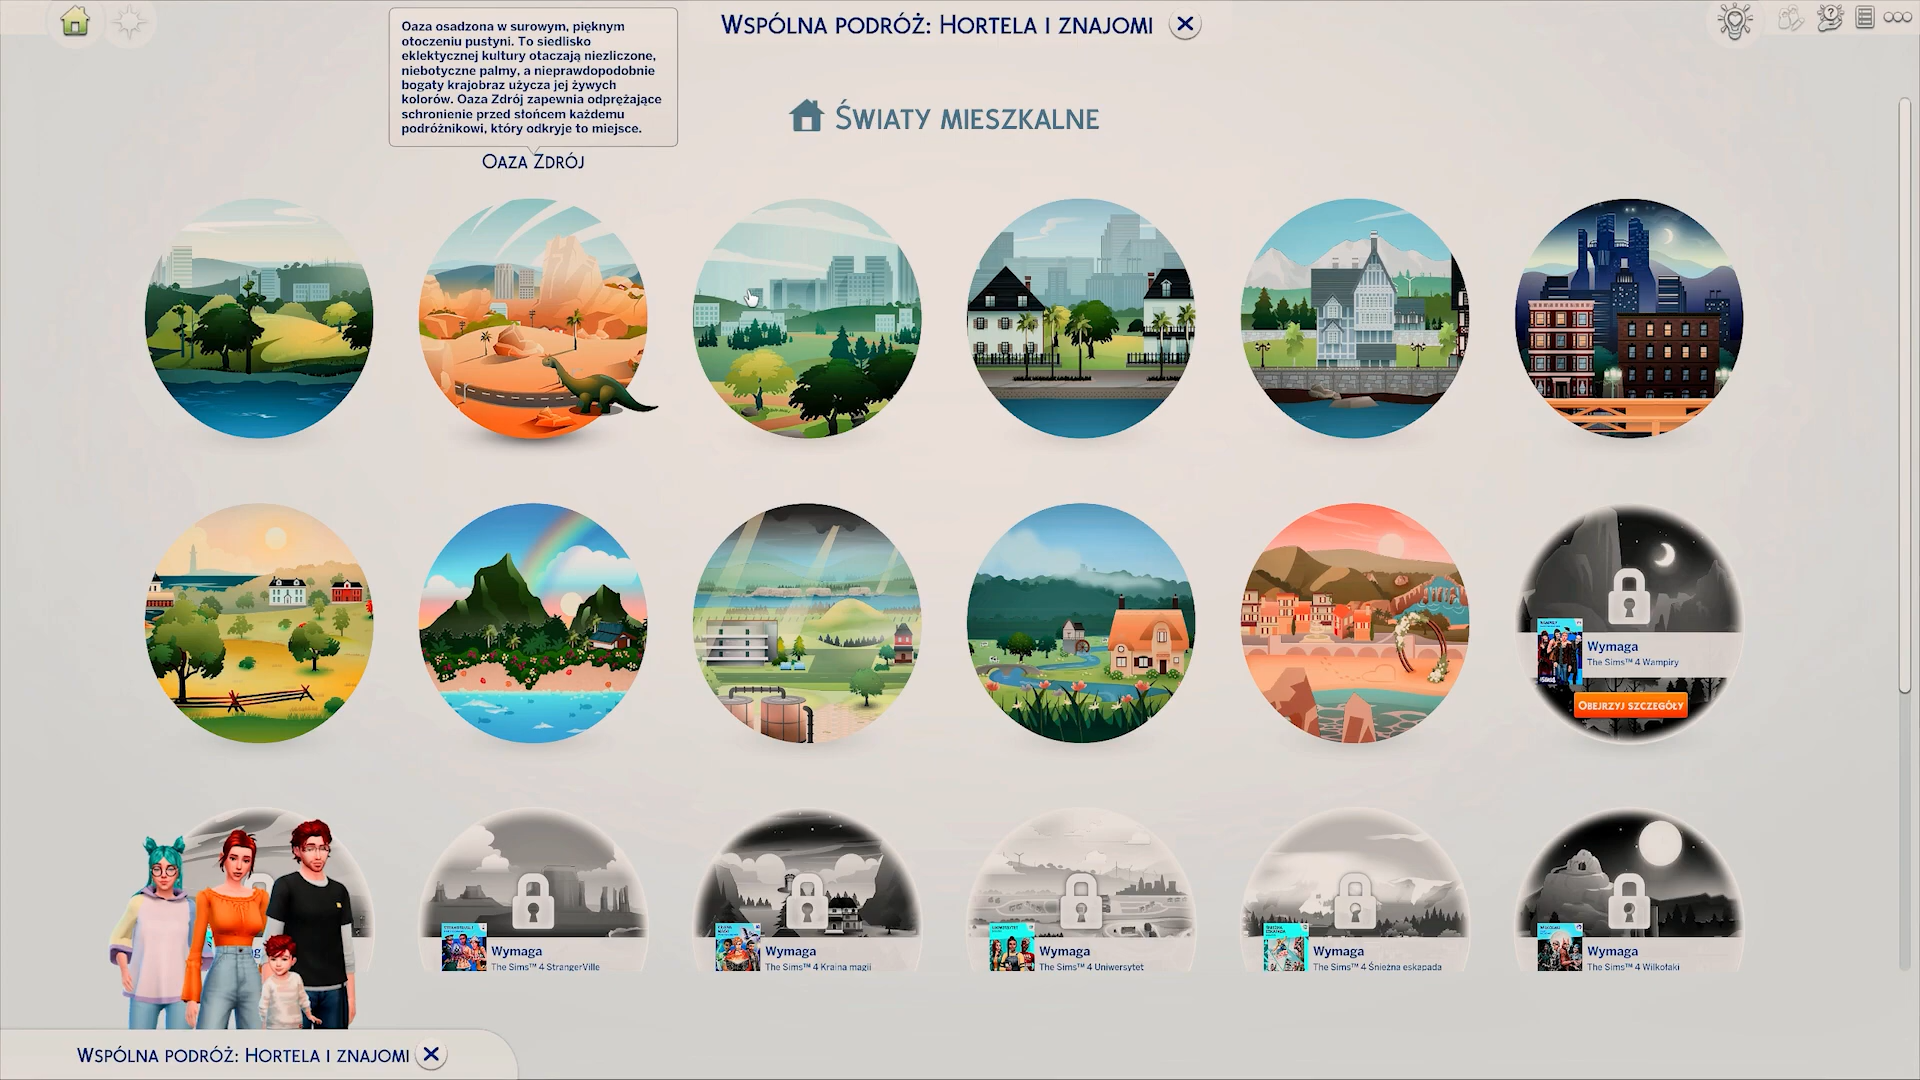 Oaza osadzona w surowym, pięknym
otoczeniu pustyni. To siedlisko
eklektycznej kultury otaczają niezliczone,
niebotyczne palmy, a nieprawdopodobnie
bogaty krajobraz użycza jej żywych
kolorów. Oaza Zdrój zapewnia odprężające
schronienie przed słońcem każdemu
podróżnikowi, który odkryje to miejsce.
Oaza Zdrój
Wspólna podróż: Hortela i znajomi
Światy mieszkalne
Wymaga
The Sims™ 4 Wampiry
Obejrzyj szczegóły
Wymaga
The Sims™ 4 StrangerVille
Wymaga
The Sims™ 4 Kraina magii
Wymaga
The Sims™ 4 Uniwersytet
Wymaga
The Sims™ 4 Śnieżna eskapada
Wymaga
The Sims™ 4 Wilkołaki
Wspólna podróż: Hortela i znajomi